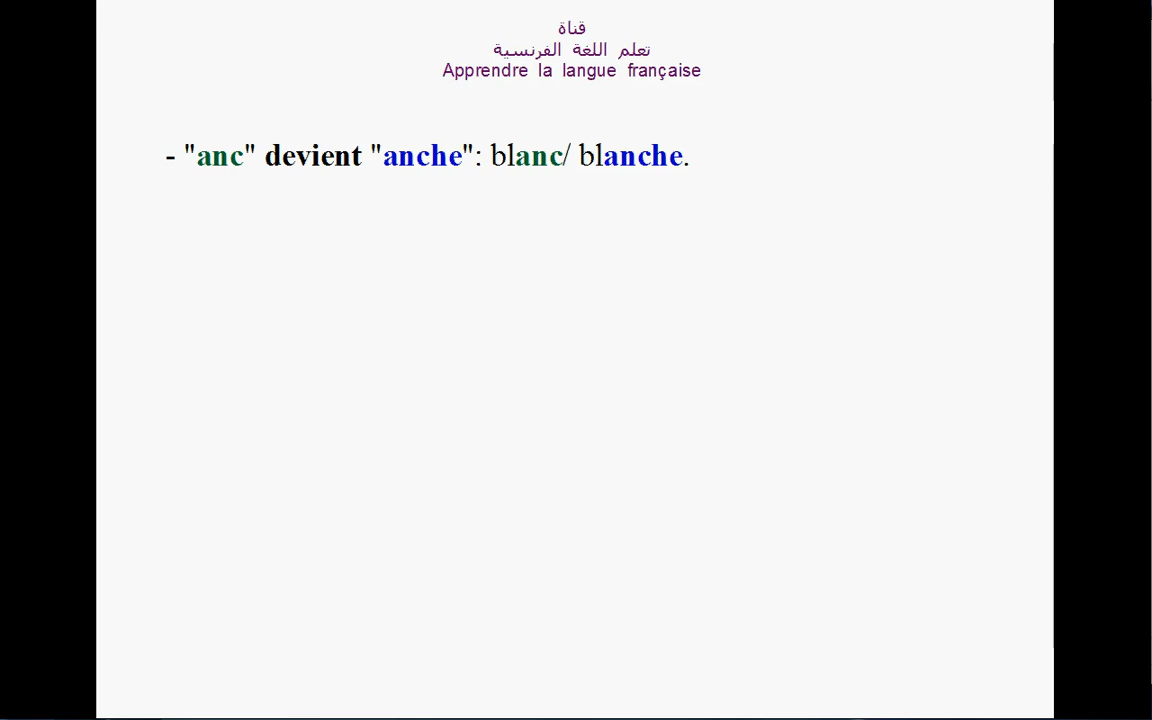 قناة
تعلم اللغة الفرنسية
Apprendre la langue française
- "anc" devient "anche": blanc/ blanche.